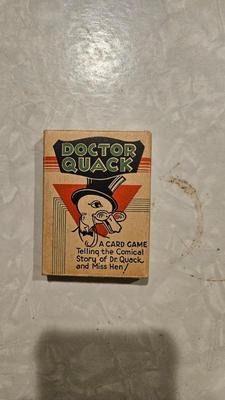 DOCTOR
QUACK
A CARD GAME
Telling the Comical
Story of Dr. Quack
and Miss Hen!